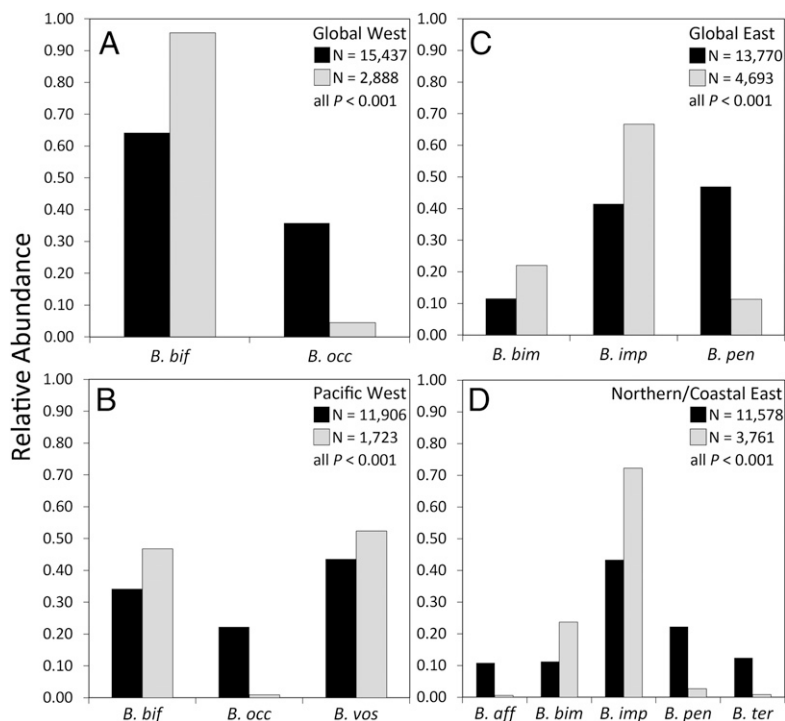 Relative Abundance
A
Global West
N = 15,437
N = 2,888
all P < 0.001
1.00
0.90
0.80
0.70
0.60
0.50
0.40
0.30
0.20
0.10
0.00
B. bif B. occ
C
Global East
N = 13,770
N = 4,693
all P < 0.001
1.00
0.90
0.80
0.70
0.60
0.50
0.40
0.30
0.20
0.10
0.00
B. bim B. imp B. pen
B
Pacific West
N = 11,906
N = 1,723
all P < 0.001
1.00
0.90
0.80
0.70
0.60
0.50
0.40
0.30
0.20
0.10
0.00
B. bif B. occ B. vos
D
Northern/Coastal East
N = 11,578
N = 3,761
all P < 0.001
1.00
0.90
0.80
0.70
0.60
0.50
0.40
0.30
0.20
0.10
0.00
B. aff B. bim B. imp B. pen B. ter